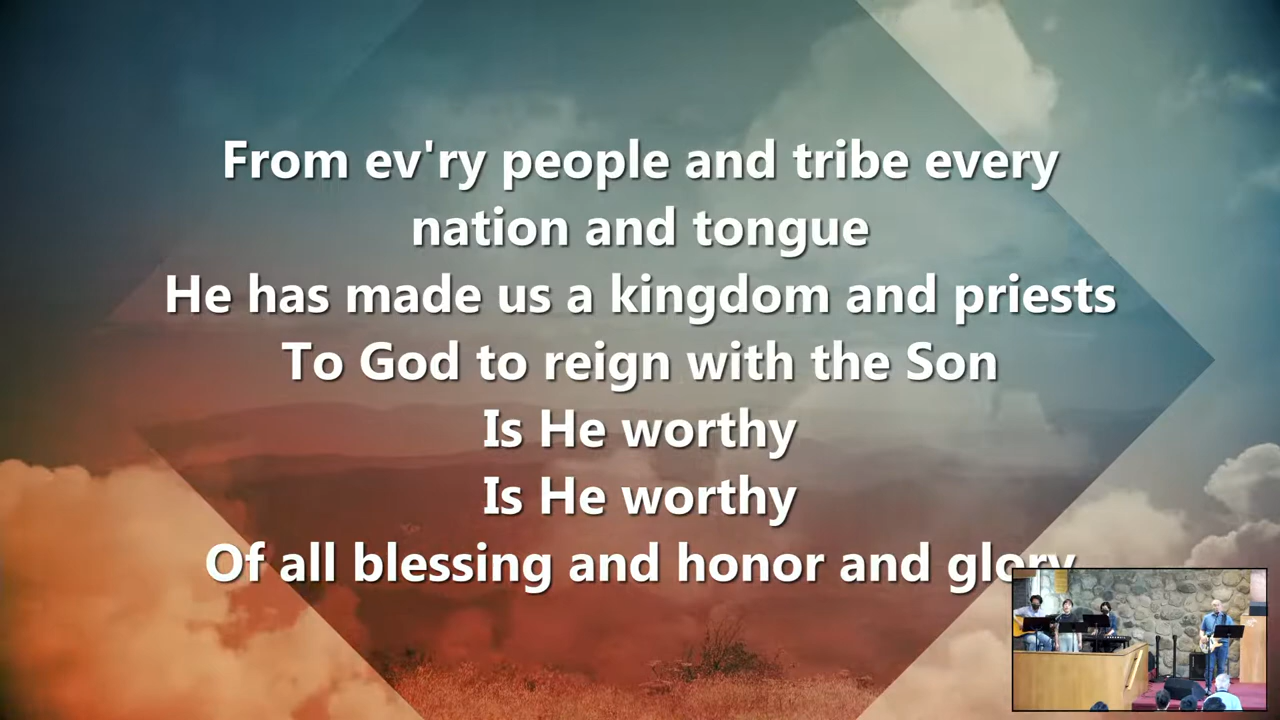 From ev'ry people and tribe every
nation and tongue
He has made us a kingdom and priests
To God to reign with the Son
Is He worthy
Is He worthy
Of all blessing and honor and glory